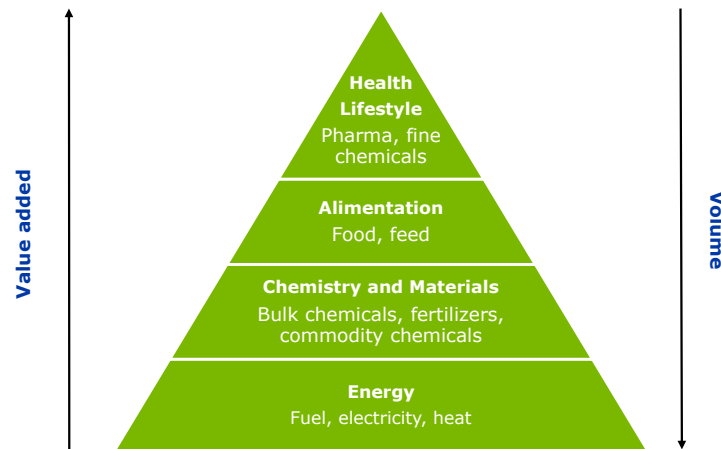 Health
Lifestyle
Pharma, fine
chemicals
Alimentation
Food, feed
Chemistry and Materials
Bulk chemicals, fertilizers,
commodity chemicals
Energy
Fuel, electricity, heat
Value added
Volume